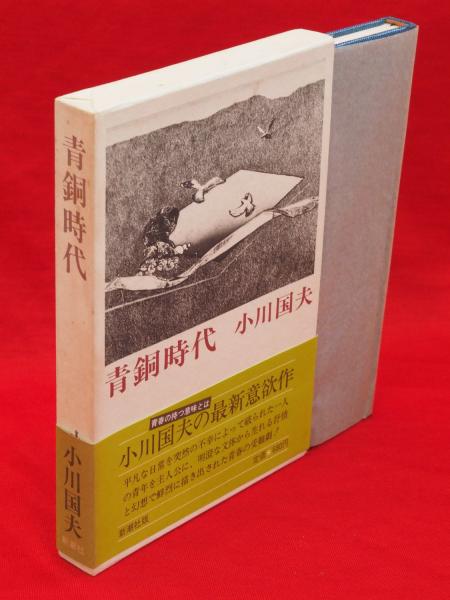 青銅時代
小川国夫
新潮社
青銅時代 小川国夫
青春の持つ意味とは
小川国夫の最新意欲作
平凡な日常を突然の不幸によって破られた一人
の青年を主人公に、明澄な文体から生れる抒情
と幻想で鮮烈に描き出された青春の受難劇！
新潮社版